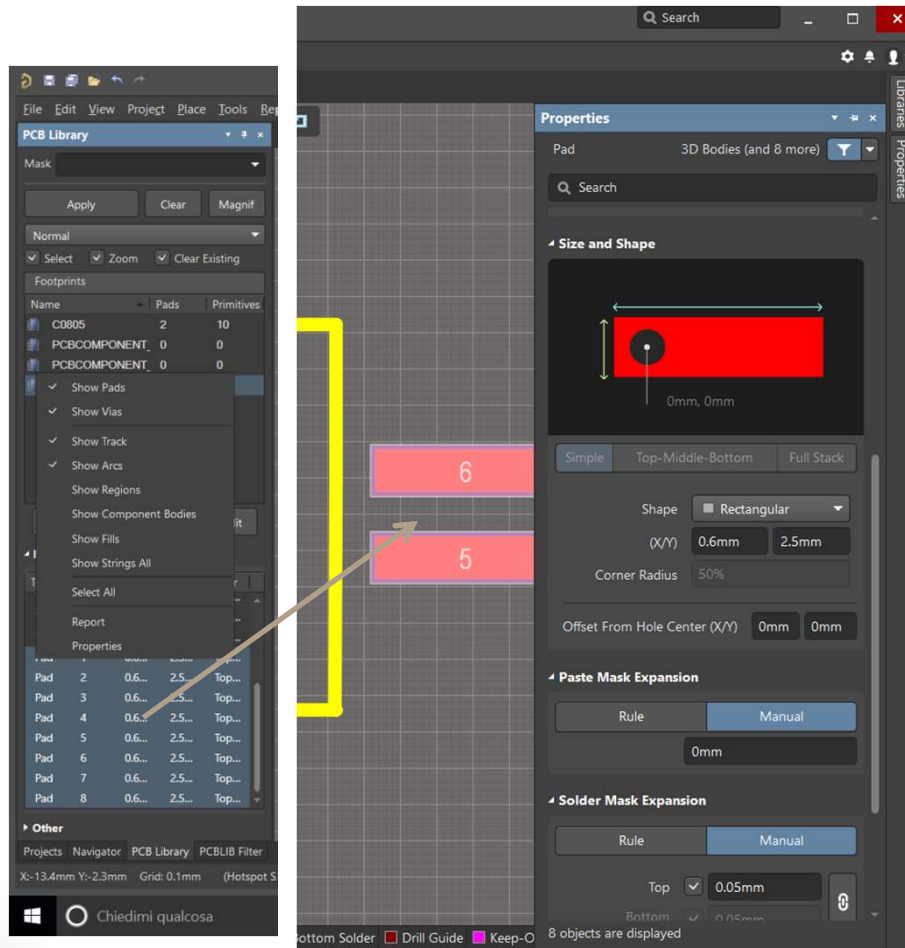 Search
File Edit View Project Place Tools Rep
PCB Library
Mask
Apply Clear Magnif
Normal
Select Zoom Clear Existing
Footprints
Name Pads Primitives
C0805 2 10
PCBCOMPONENT_ 0 0
PCBCOMPONENT_ 0 0
Show Pads
Show Vias
Show Track
Show Arcs
Show Regions
Show Component Bodies
Show Fills
Show Strings All
Select All
Report
Properties
Pad 2 0.6... 2.5... Top...
Pad 3 0.6... 2.5... Top...
Pad 4 0.6... 2.5... Top...
Pad 5 0.6... 2.5... Top...
Pad 6 0.6... 2.5... Top...
Pad 7 0.6... 2.5... Top...
Pad 8 0.6... 2.5... Top...
Other
Projects Navigator PCB Library PCBLIB Filter
X:-13.4mm Y:-2.3mm Grid: 0.1mm (Hotspot S
Chiedimi qualcosa
6
5
ottom Solder Drill Guide Keep-O
Properties
Pad 3D Bodies (and 8 more)
Search
Size and Shape
0mm, 0mm
Simple Top-Middle-Bottom Full Stack
Shape Rectangular
(X/Y) 0.6mm 2.5mm
Corner Radius 50%
Offset From Hole Center (X/Y) 0mm 0mm
Paste Mask Expansion
Rule Manual
0mm
Solder Mask Expansion
Rule Manual
Top 0.05mm
Bottom 0.05mm
8 objects are displayed
Libraries
Properties